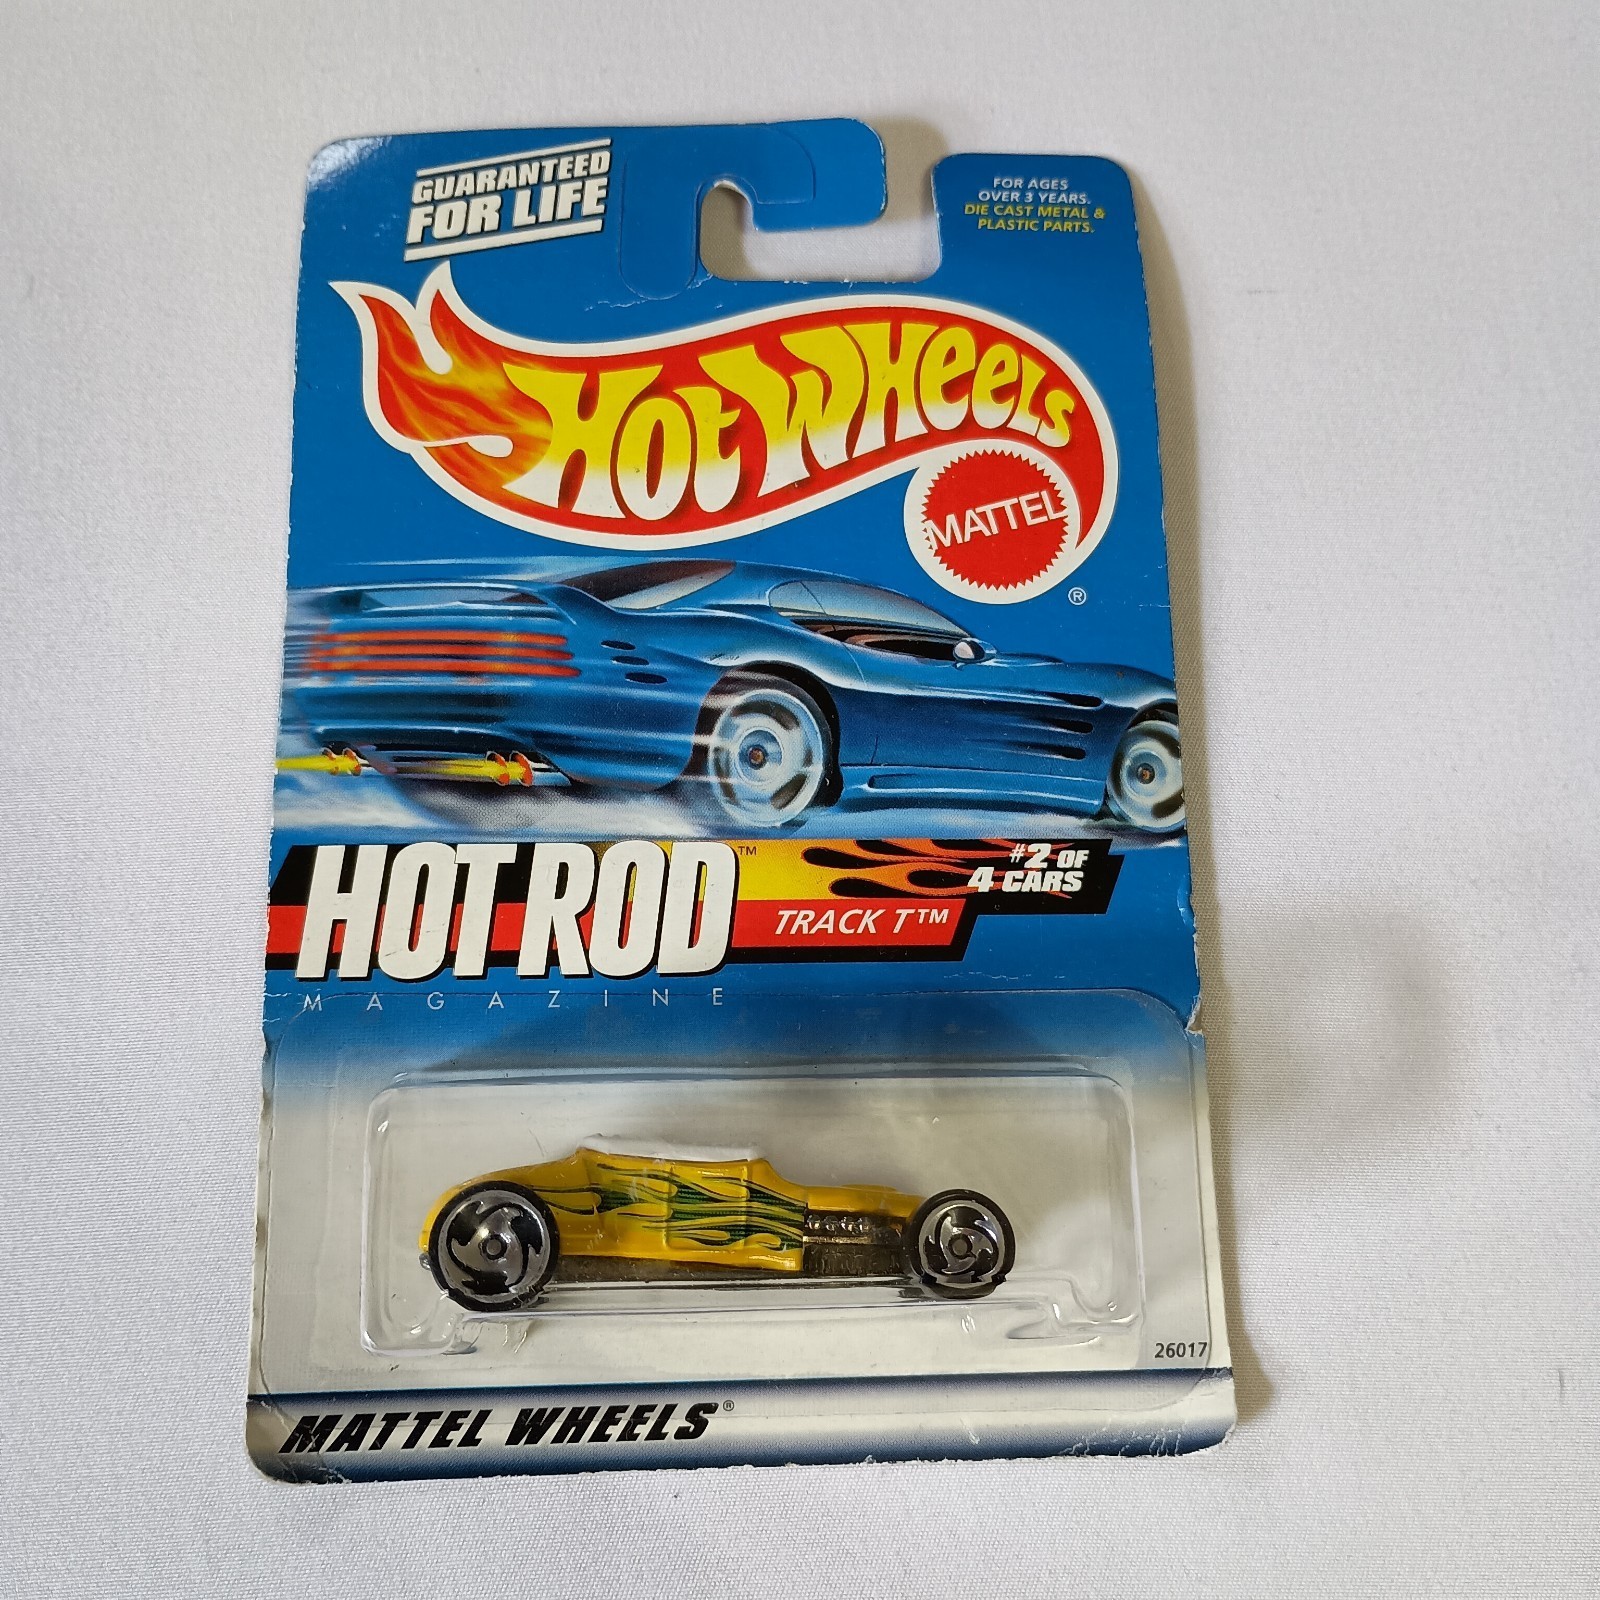 GUARANTEED
FOR LIFE
FOR AGES
OVER 3 YEARS.
DIE CAST METAL &
PLASTIC PARTS.
HOT WHEELS
MATTEL
®
HOT ROD™
MAGAZINE
#2 OF
4 CARS
TRACK T™
26017
MATTEL WHEELS®